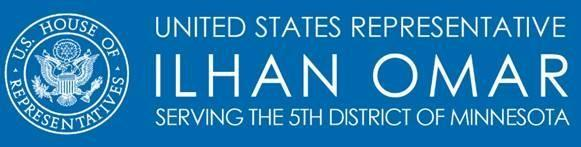 U.S. HOUSE OF REPRESENTATIVES
UNITED STATES REPRESENTATIVE
ILHAN OMAR
SERVING THE 5TH DISTRICT OF MINNESOTA